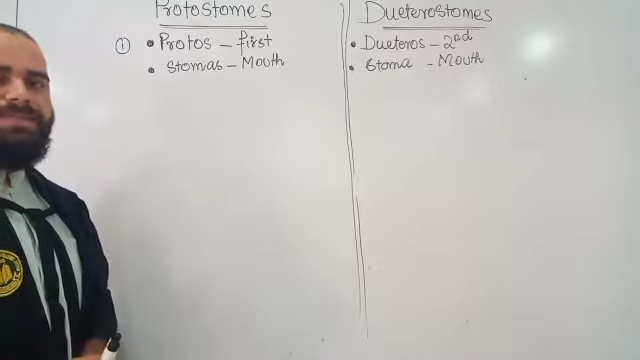 Protostomes
① • Protos – first
• Stomas – Mouth
Dueterostomes
• Dueteros – 2nd
• Stoma – Mouth